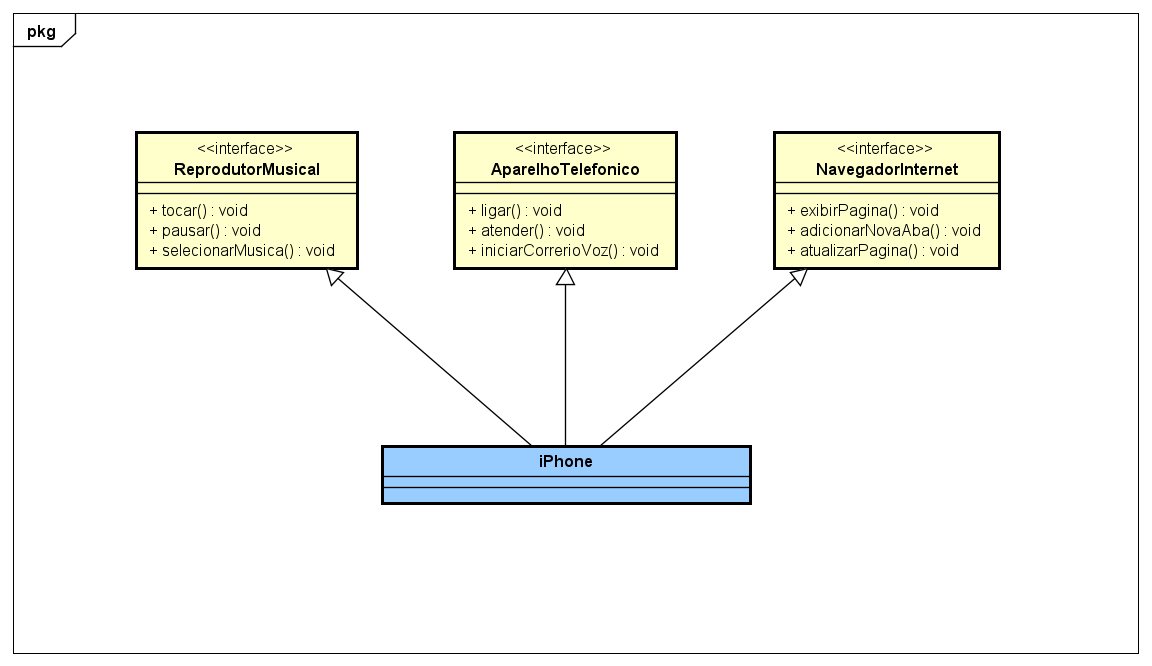 pkg
<<interface>>
ReprodutorMusical
+ tocar() : void
+ pausar() : void
+ selecionarMusica() : void
<<interface>>
AparelhoTelefonico
+ ligar() : void
+ atender() : void
+ iniciarCorrerioVoz() : void
<<interface>>
NavegadorInternet
+ exibirPagina() : void
+ adicionarNovaAba() : void
+ atualizarPagina() : void
iPhone